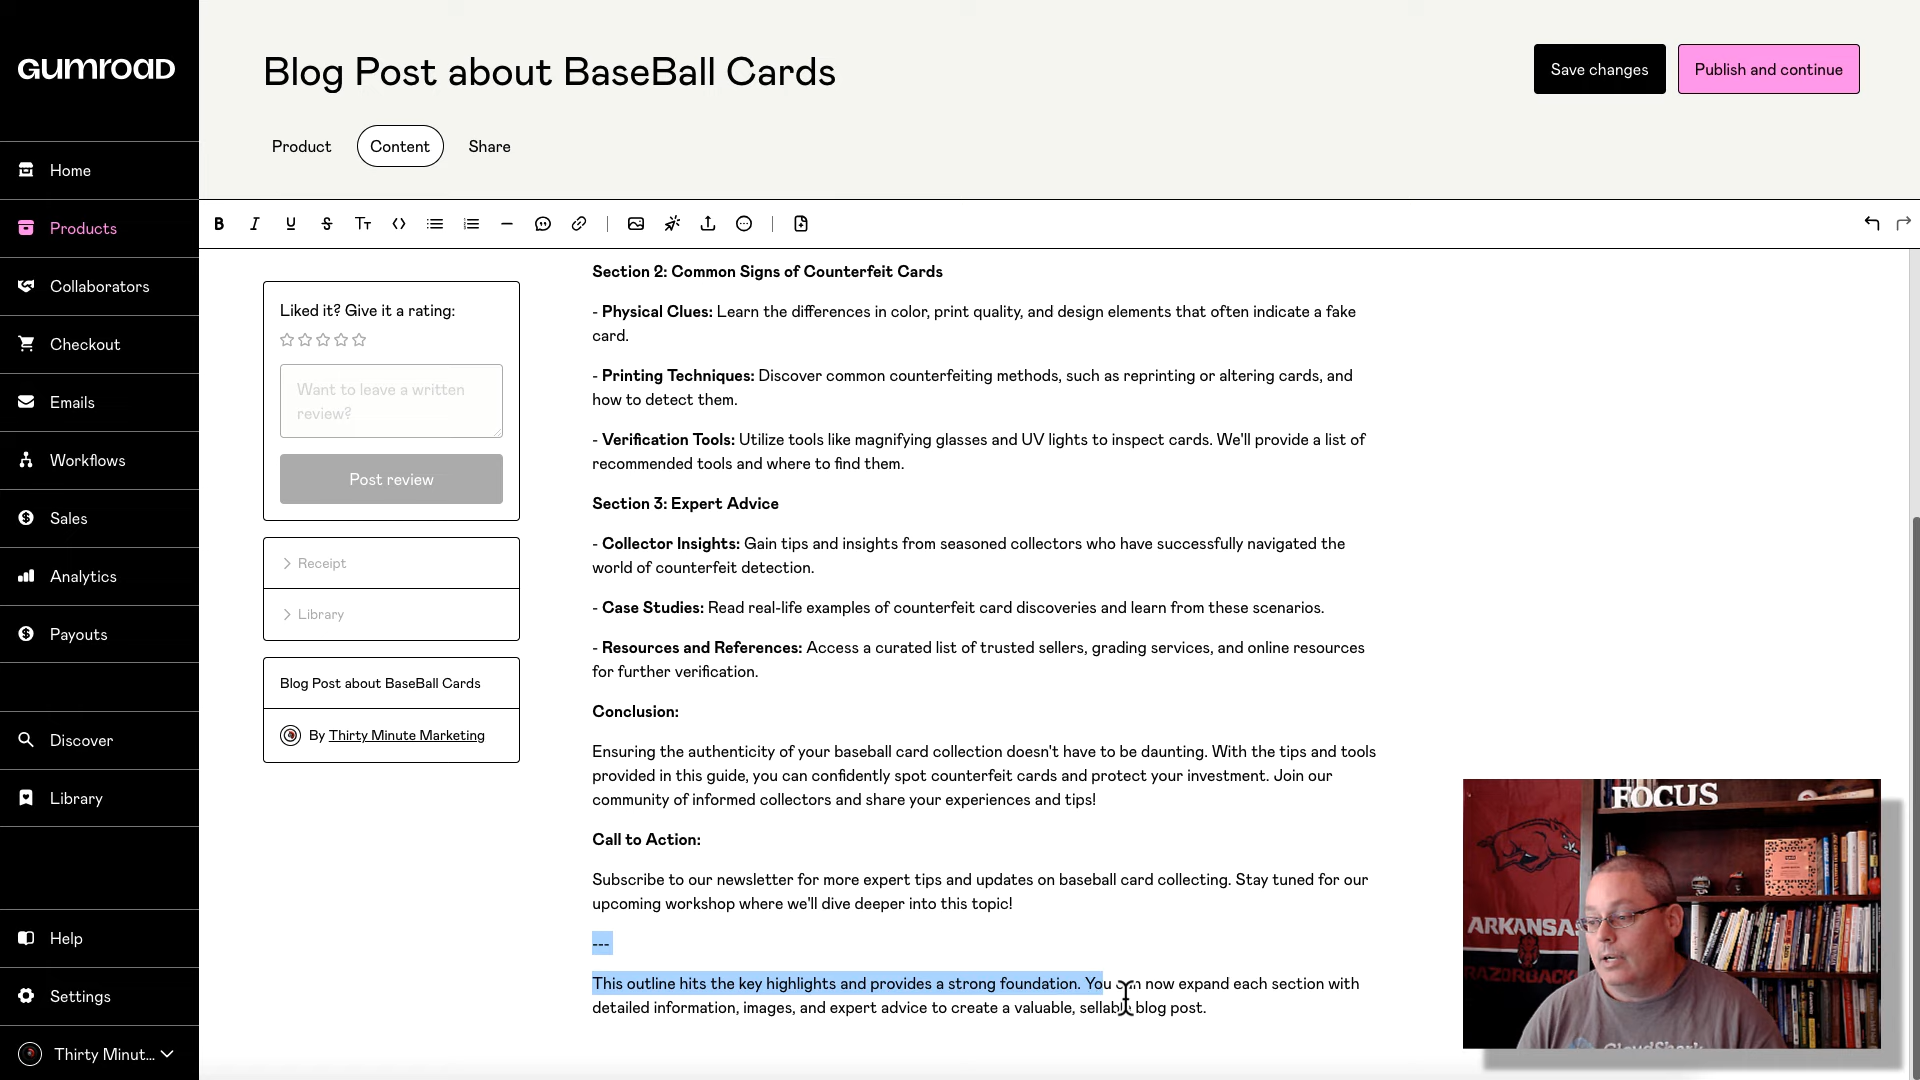 GUMROAD
Home
Products
Collaborators
Checkout
Emails
Workflows
Sales
Analytics
Payouts
Discover
Library
Help
Settings
Thirty Minut...
Blog Post about BaseBall Cards
Save changes
Publish and continue
Product
Content
Share
Liked it? Give it a rating:
Want to leave a written
review?
Post review
Receipt
Library
Blog Post about BaseBall Cards
By Thirty Minute Marketing
Section 2: Common Signs of Counterfeit Cards
- Physical Clues: Learn the differences in color, print quality, and design elements that often indicate a fake
card.
- Printing Techniques: Discover common counterfeiting methods, such as reprinting or altering cards, and
how to detect them.
- Verification Tools: Utilize tools like magnifying glasses and UV lights to inspect cards. We'll provide a list of
recommended tools and where to find them.
Section 3: Expert Advice
- Collector Insights: Gain tips and insights from seasoned collectors who have successfully navigated the
world of counterfeit detection.
- Case Studies: Read real-life examples of counterfeit card discoveries and learn from these scenarios.
- Resources and References: Access a curated list of trusted sellers, grading services, and online resources
for further verification.
Conclusion:
Ensuring the authenticity of your baseball card collection doesn't have to be daunting. With the tips and tools
provided in this guide, you can confidently spot counterfeit cards and protect your investment. Join our
community of informed collectors and share your experiences and tips!
Call to Action:
Subscribe to our newsletter for more expert tips and updates on baseball card collecting. Stay tuned for our
upcoming workshop where we'll dive deeper into this topic!
---
This outline hits the key highlights and provides a strong foundation. You can now expand each section with
detailed information, images, and expert advice to create a valuable, sellable blog post.
FOCUS
ARKANSAS
RAZORBACKS
CloudShark